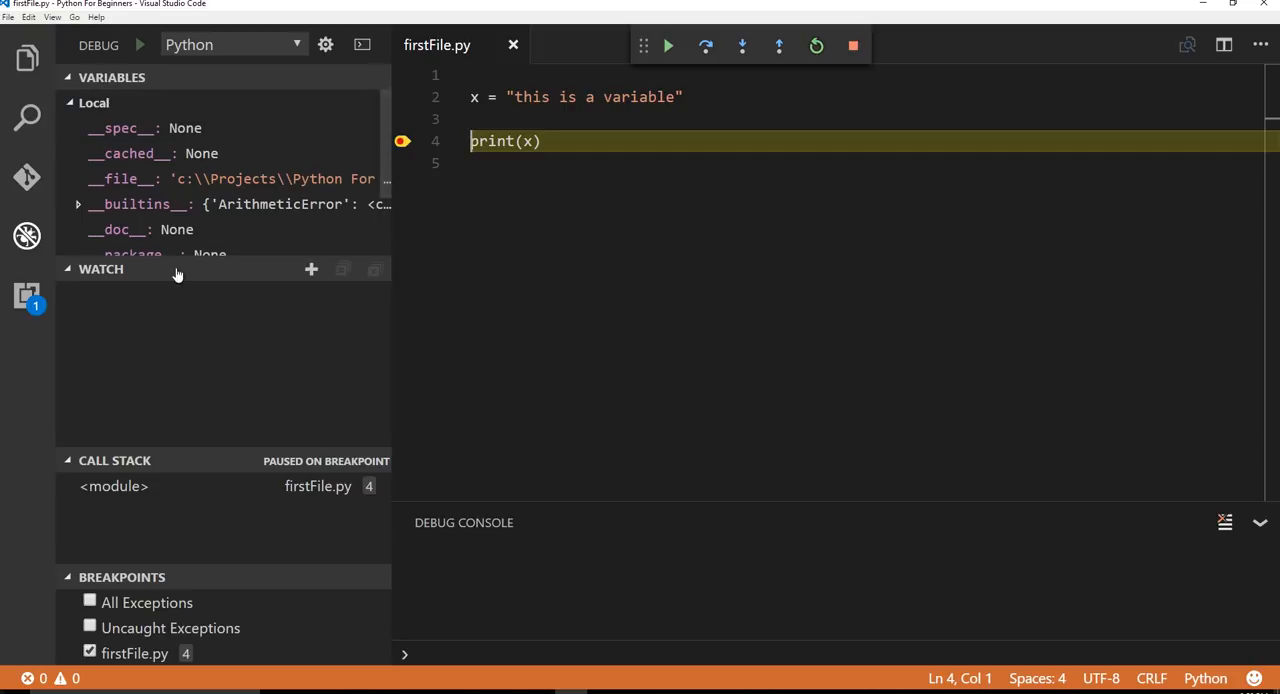 firstFile.py - Python For Beginners - Visual Studio Code
File Edit View Go Help
DEBUG Python
VARIABLES
Local
__spec__: None
__cached__: None
__file__: 'c:\\Projects\\Python For ...
__builtins__: {'ArithmeticError': <c...
__doc__: None
__package__: None
WATCH
CALL STACK PAUSED ON BREAKPOINT
<module> firstFile.py 4
BREAKPOINTS
All Exceptions
Uncaught Exceptions
firstFile.py 4
1
firstFile.py
1
2 x = "this is a variable"
3
4 print(x)
5
DEBUG CONSOLE
0 0 Ln 4, Col 1 Spaces: 4 UTF-8 CRLF Python